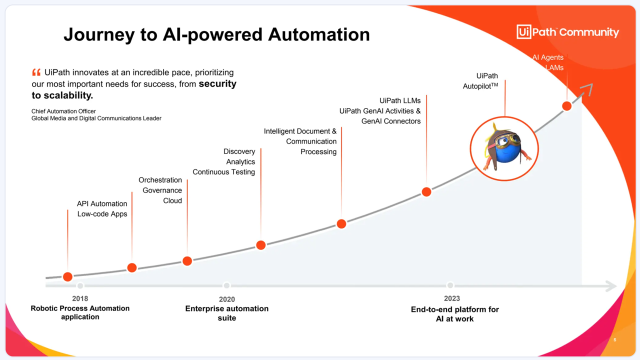 Journey to AI-powered Automation
Ui Path Community
“ UiPath innovates at an incredible pace, prioritizing
our most important needs for success, from security
to scalability.
Chief Automation Officer
Global Media and Digital Communications Leader
API Automation
Low-code Apps
Orchestration
Governance
Cloud
Discovery
Analytics
Continuous Testing
Intelligent Document &
Communication
Processing
UiPath LLMs
UiPath GenAI Activities &
GenAI Connectors
UiPath
Autopilot™
AI Agents
LAMs
2018
Robotic Process Automation
application
2020
Enterprise automation
suite
2023
End-to-end platform for
AI at work